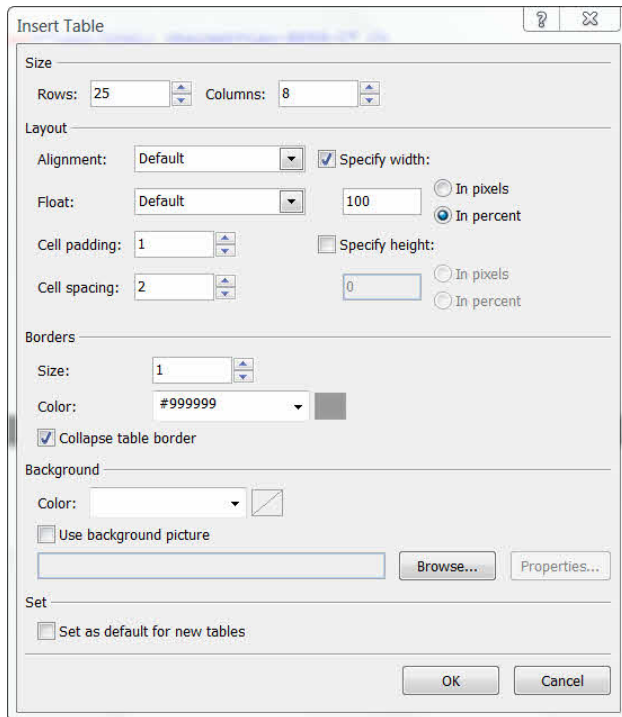 Insert Table
Size
Rows: 25 Columns: 8
Layout
Alignment: Default Specify width:
Float: Default 100 In pixels
In percent
Cell padding: 1 Specify height:
Cell spacing: 2 0 In pixels
In percent
Borders
Size: 1
Color: #999999
Collapse table border
Background
Color:
Use background picture
Browse... Properties...
Set
Set as default for new tables
OK Cancel